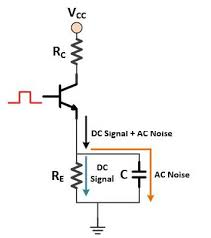 VCC
RC
DC Signal + AC Noise
DC
Signal
RE
C
AC Noise